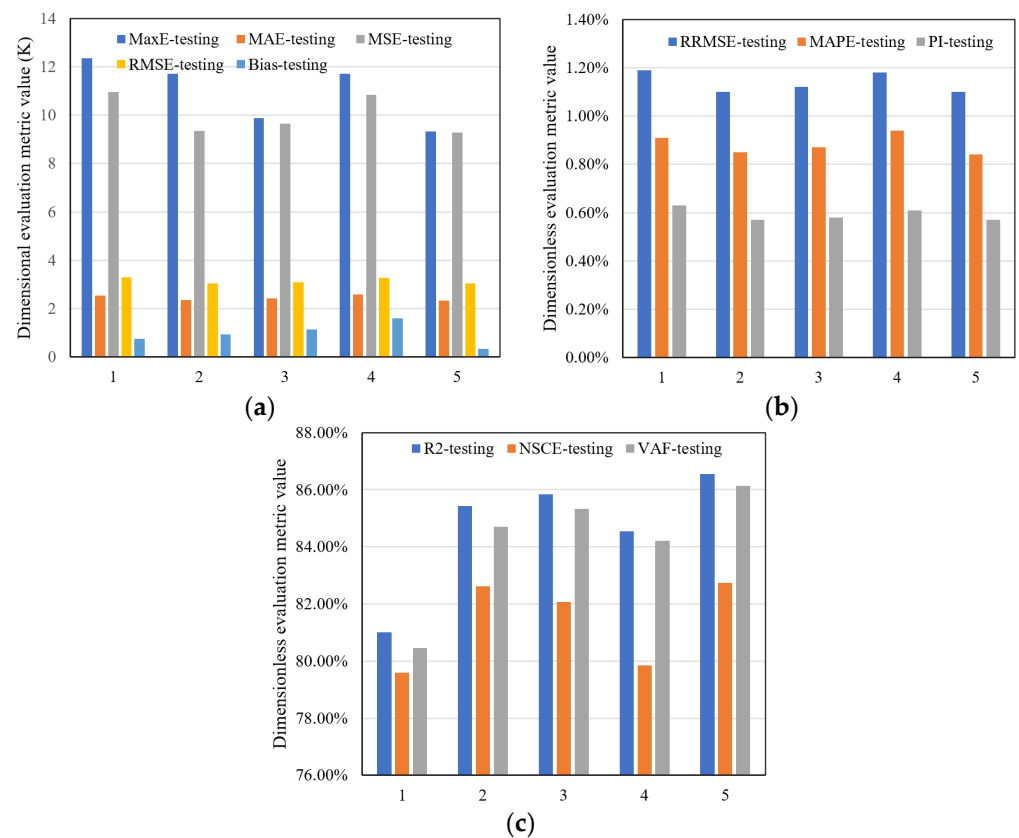 Dimensional evaluation metric value (K)
14
12
10
8
6
4
2
0
MaxE-testing MAE-testing MSE-testing
RMSE-testing Bias-testing
1 2 3 4 5
(a)
Dimensionless evaluation metric value
1.40%
1.20%
1.00%
0.80%
0.60%
0.40%
0.20%
0.00%
RRMSE-testing MAPE-testing PI-testing
1 2 3 4 5
(b)
Dimensionless evaluation metric value
88.00%
86.00%
84.00%
82.00%
80.00%
78.00%
76.00%
R2-testing NSCE-testing VAF-testing
1 2 3 4 5
(c)